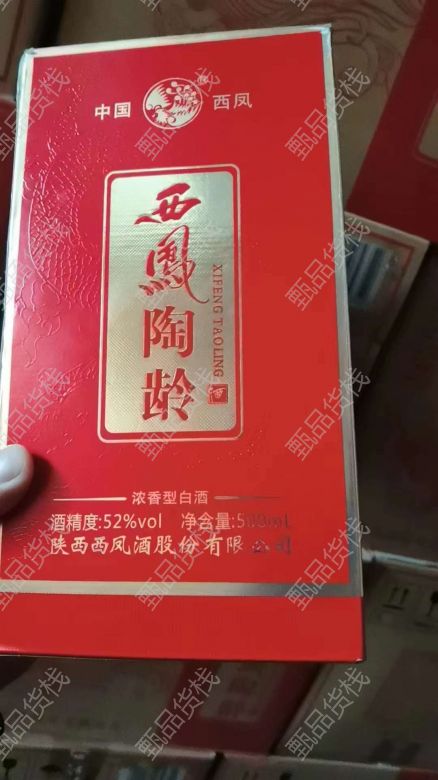 中国 西凤
西鳳
陶龄
XIFENG TAOLING
浓香型白酒
酒精度:52%vol 净含量:500mL
陕西西凤酒股份有限公司
甄品货栈